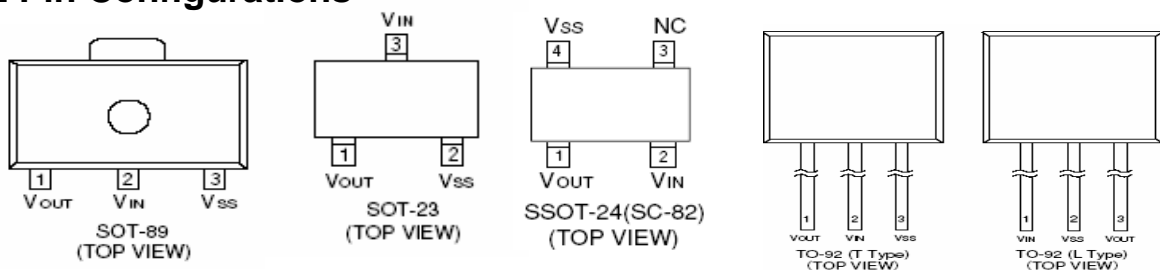 VIN
3
1
2
VOUT
VSS
SOT-23
(TOP VIEW)
1
2
3
VOUT
VIN
VSS
SOT-89
(TOP VIEW)
VSS
NC
4
3
1
2
VOUT
VIN
SSOT-24(SC-82)
(TOP VIEW)
1
2
3
VOUT
VIN
VSS
TO-92 (T Type)
(TOP VIEW)
1
2
3
VIN
VSS
VOUT
TO-92 (L Type)
(TOP VIEW)